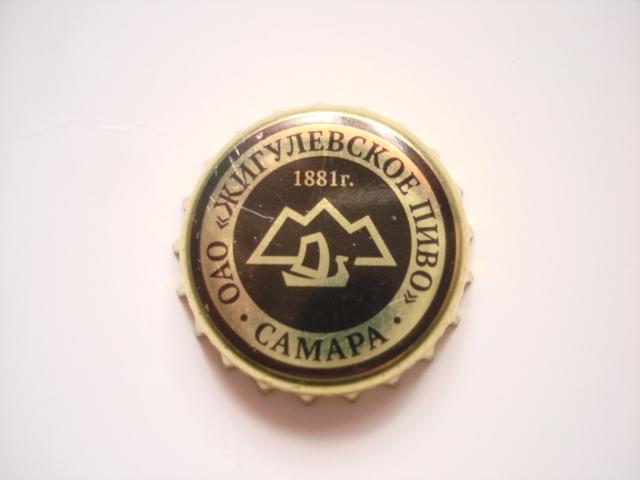 ОАО «ЖИГУЛЕВСКОЕ ПИВО»
1881г.
• САМАРА •